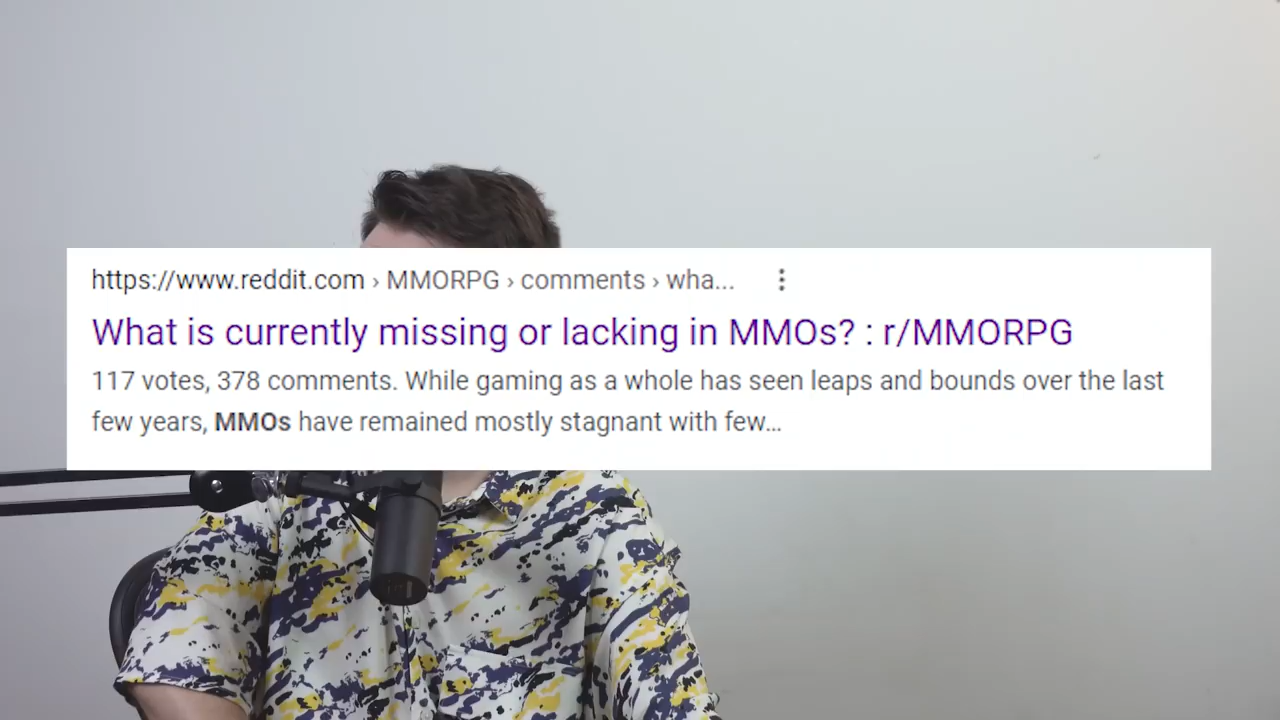 https://www.reddit.com › MMORPG › comments › wha...
What is currently missing or lacking in MMOs? : r/MMORPG
117 votes, 378 comments. While gaming as a whole has seen leaps and bounds over the last
few years, MMOs have remained mostly stagnant with few...